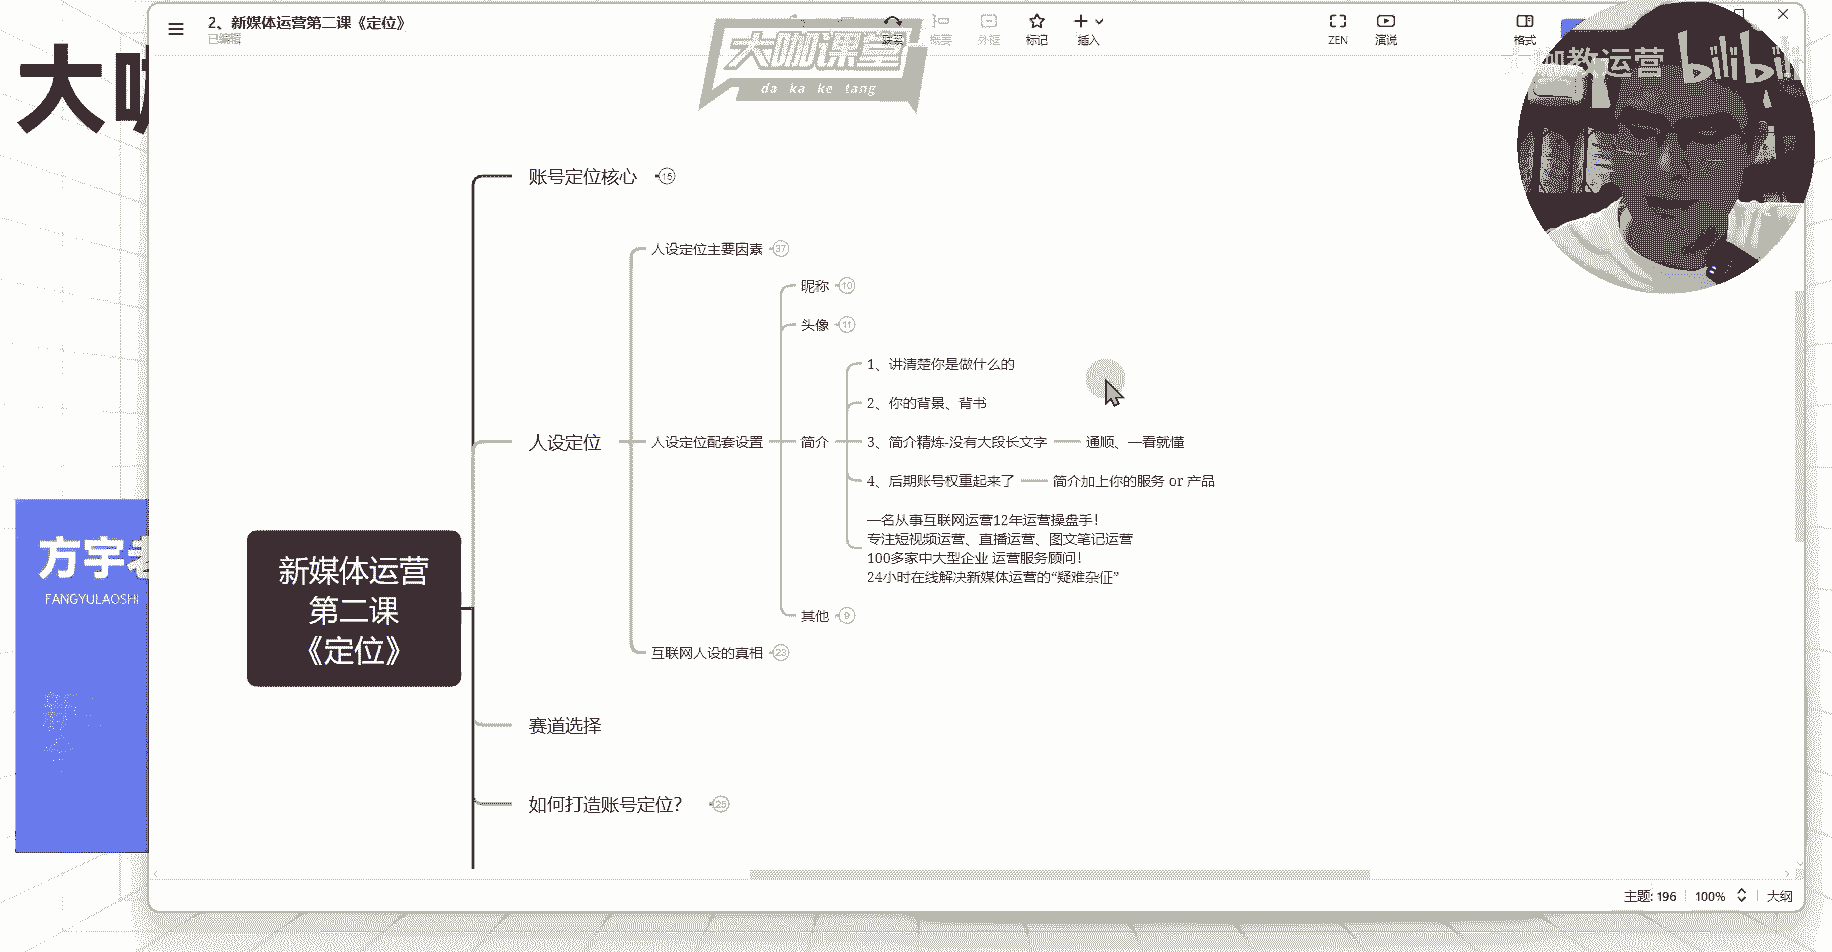 2、新媒体运营第二课《定位》
已编辑
联系
概要
外框
标记
插入
ZEN
演说
格式
大咖课堂
da ka ke tang
咖教运营
bilibili
大
方宇老
FANGYULAOSHI
新媒体运营
第二课
《定位》
账号定位核心
15
人设定位
人设定位主要因素
37
人设定位配套设置
昵称
10
头像
11
简介
1、讲清楚你是做什么的
2、你的背景、背书
3、简介精炼-没有大段长文字
通顺、一看就懂
4、后期账号权重起来了
简介加上你的服务 or 产品
一名从事互联网运营12年运营操盘手!
专注短视频运营、直播运营、图文笔记运营
100多家中大型企业 运营服务顾问!
24小时在线解决新媒体运营的“疑难杂症”
其他
9
互联网人设的真相
23
赛道选择
如何打造账号定位?
25
主题: 196
100%
大纲